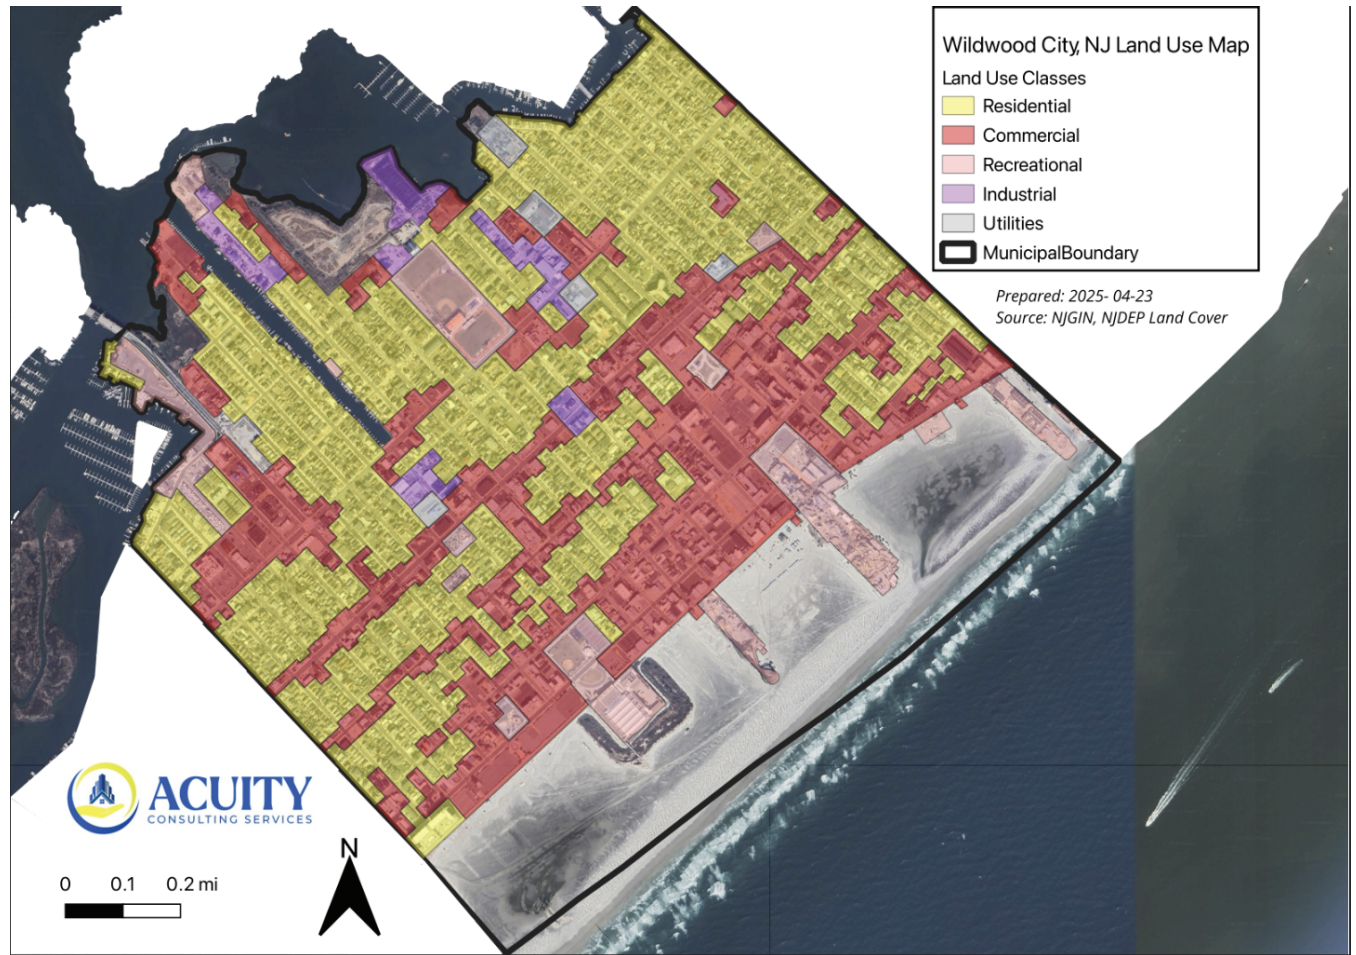 Wildwood City, NJ Land Use Map
Land Use Classes
Residential
Commercial
Recreational
Industrial
Utilities
MunicipalBoundary
Prepared: 2025- 04-23
Source: NJGIN, NJDEP Land Cover
ACUITY
CONSULTING SERVICES
N
0 0.1 0.2 mi